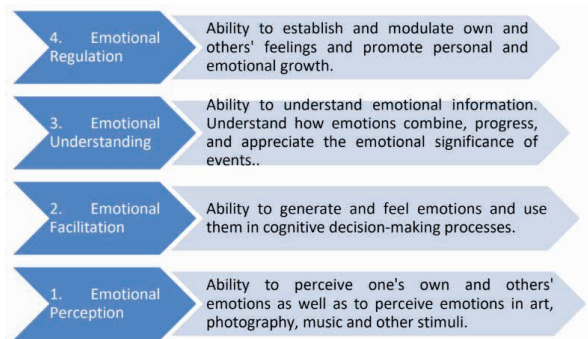 4. Emotional
Regulation
Ability to establish and modulate own and
others' feelings and promote personal and
emotional growth.
3. Emotional
Understanding
Ability to understand emotional information.
Understand how emotions combine, progress,
and appreciate the emotional significance of
events..
2. Emotional
Facilitation
Ability to generate and feel emotions and use
them in cognitive decision-making processes.
1. Emotional
Perception
Ability to perceive one's own and others'
emotions as well as to perceive emotions in art,
photography, music and other stimuli.